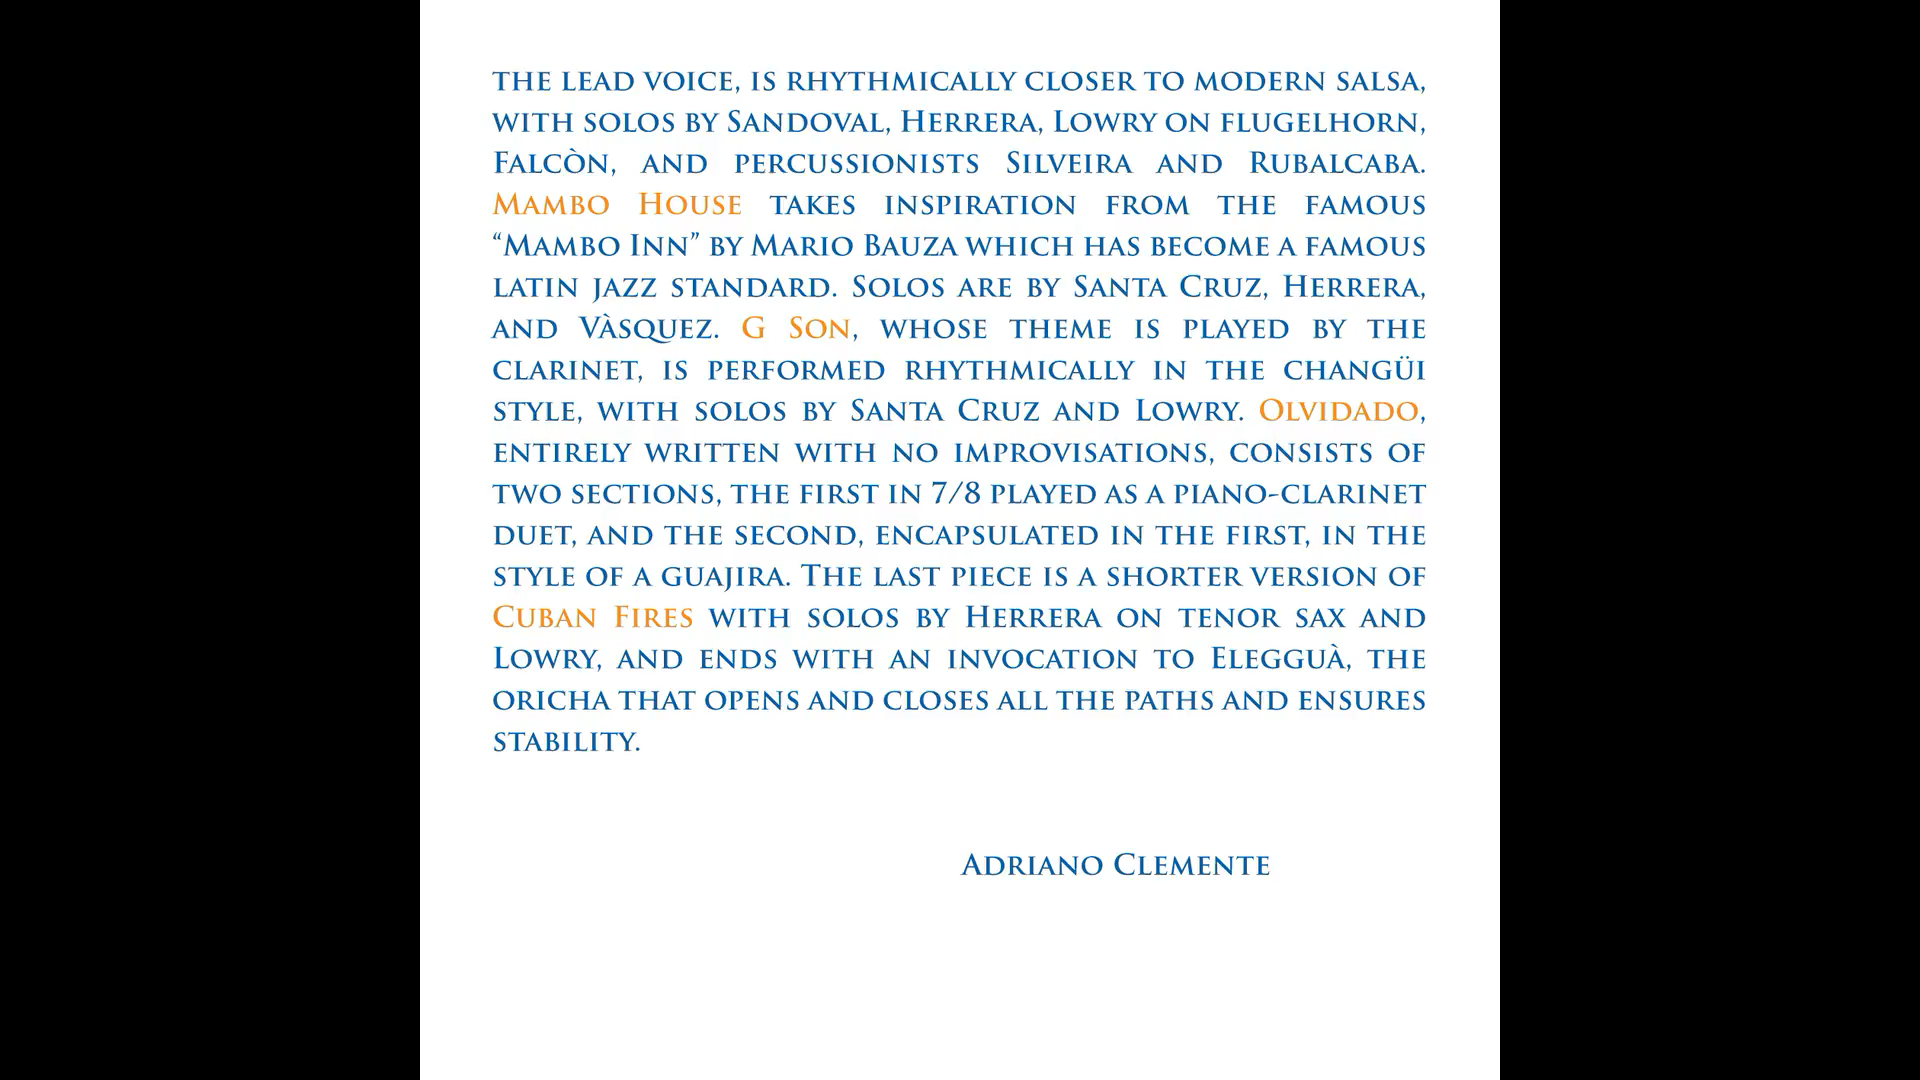 THE LEAD VOICE, IS RHYTHMICALLY CLOSER TO MODERN SALSA,
WITH SOLOS BY SANDOVAL, HERRERA, LOWRY ON FLUGELHORN,
FALCÒN, AND PERCUSSIONISTS SILVEIRA AND RUBALCABA.
MAMBO HOUSE TAKES INSPIRATION FROM THE FAMOUS
“MAMBO INN” BY MARIO BAUZA WHICH HAS BECOME A FAMOUS
LATIN JAZZ STANDARD. SOLOS ARE BY SANTA CRUZ, HERRERA,
AND VÀSQUEZ. G SON, WHOSE THEME IS PLAYED BY THE
CLARINET, IS PERFORMED RHYTHMICALLY IN THE CHANGÜI
STYLE, WITH SOLOS BY SANTA CRUZ AND LOWRY. OLVIDADO,
ENTIRELY WRITTEN WITH NO IMPROVISATIONS, CONSISTS OF
TWO SECTIONS, THE FIRST IN 7/8 PLAYED AS A PIANO-CLARINET
DUET, AND THE SECOND, ENCAPSULATED IN THE FIRST, IN THE
STYLE OF A GUAJIRA. THE LAST PIECE IS A SHORTER VERSION OF
CUBAN FIRES WITH SOLOS BY HERRERA ON TENOR SAX AND
LOWRY, AND ENDS WITH AN INVOCATION TO ELEGGUÀ, THE
ORICHA THAT OPENS AND CLOSES ALL THE PATHS AND ENSURES
STABILITY.
ADRIANO CLEMENTE